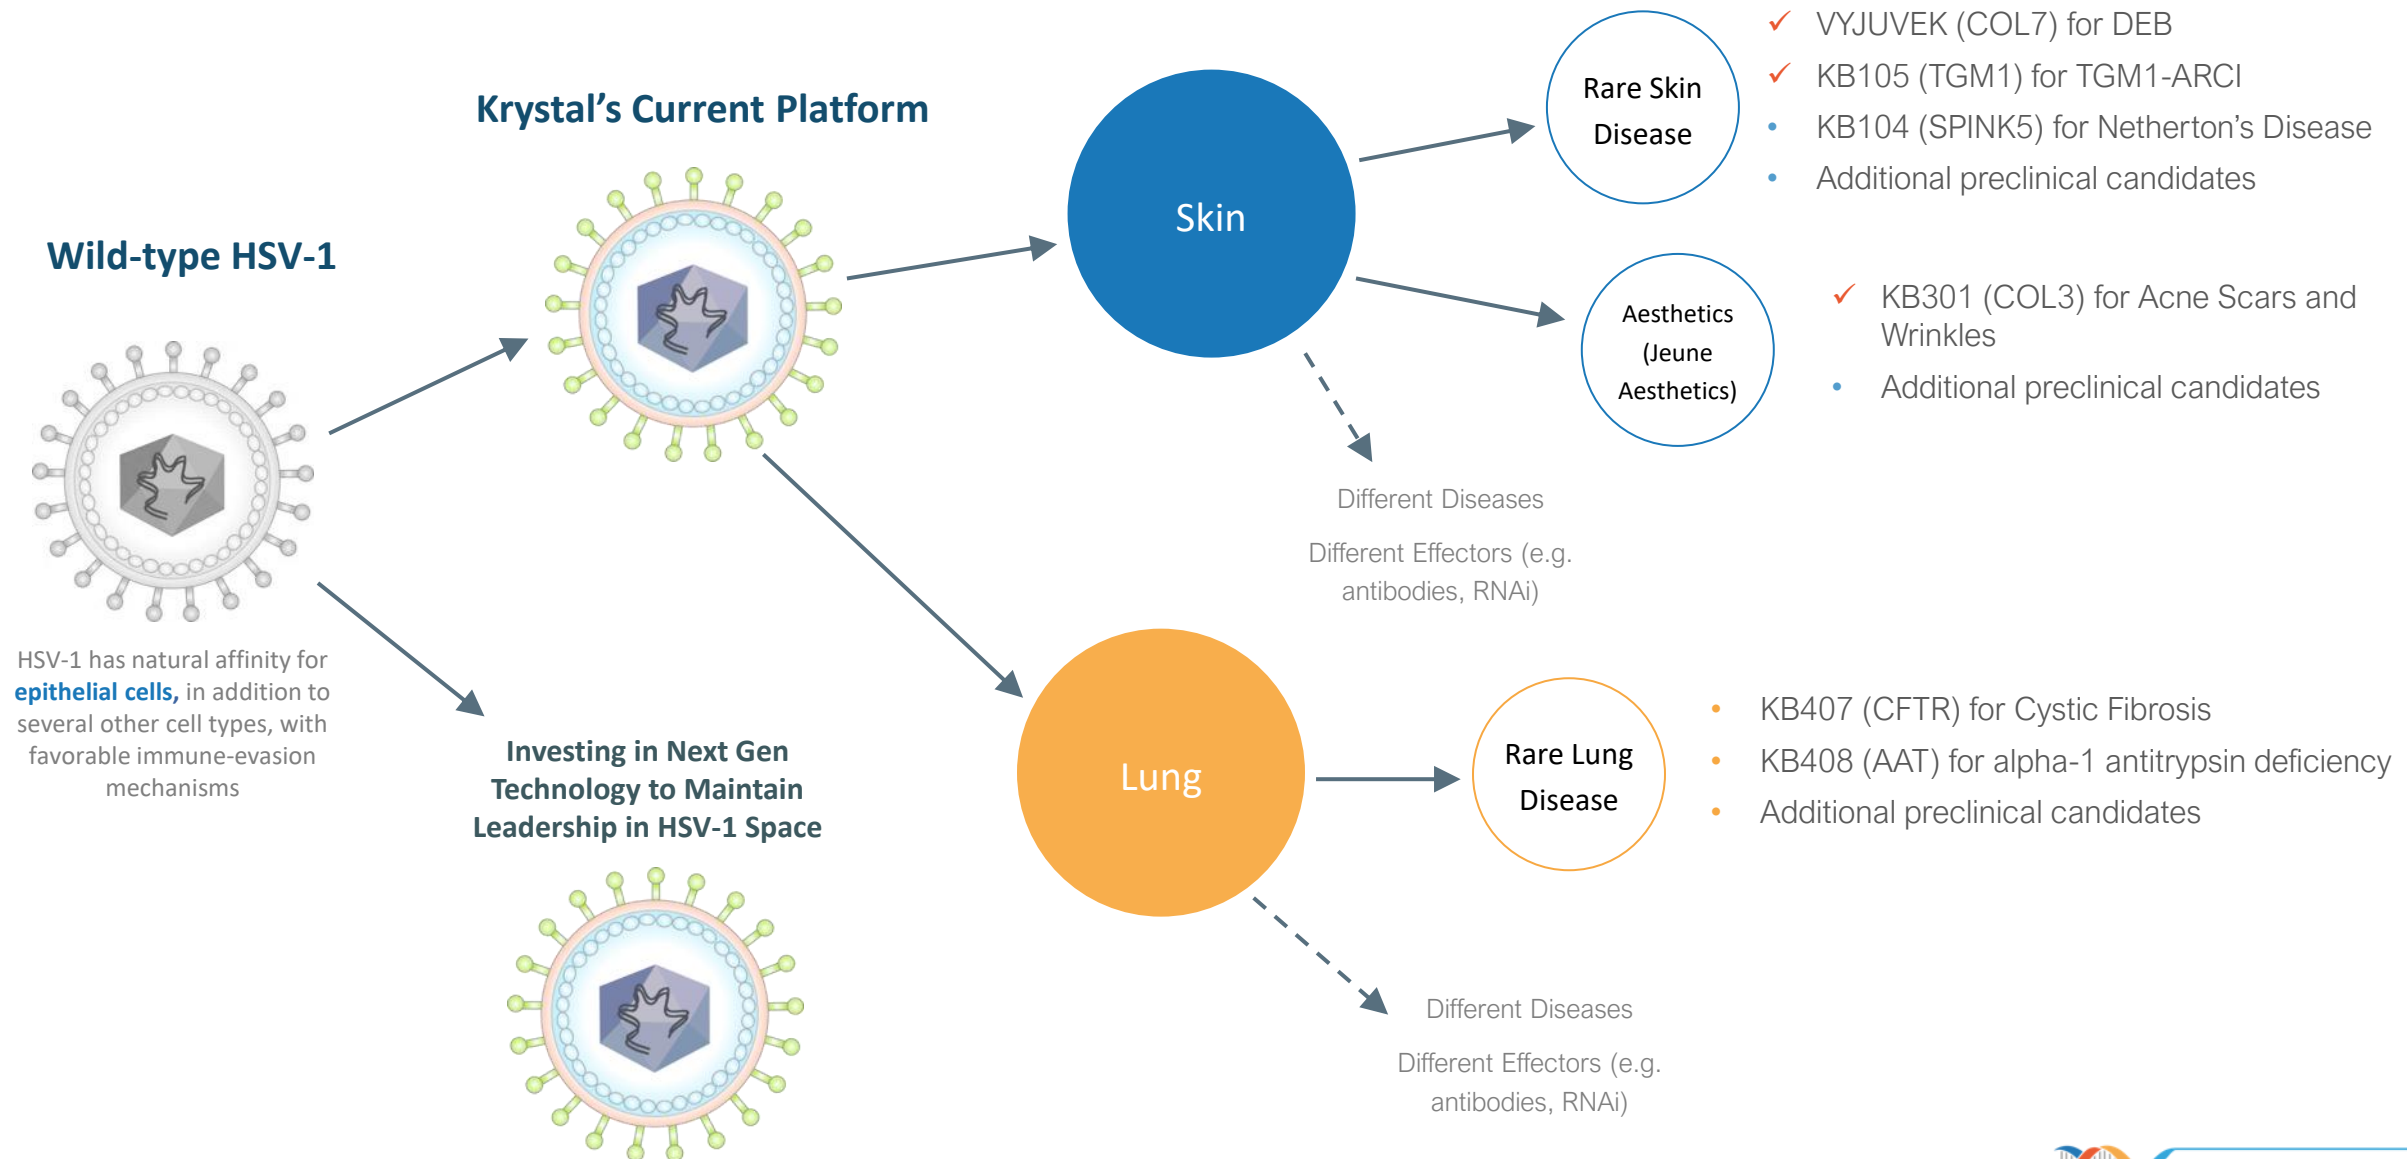 Krystal’s Current Platform
Wild-type HSV-1
HSV-1 has natural affinity for
epithelial cells, in addition to
several other cell types, with
favorable immune-evasion
mechanisms
Investing in Next Gen
Technology to Maintain
Leadership in HSV-1 Space
Skin
Rare Skin
Disease
✓ VYJUVEK (COL7) for DEB
✓ KB105 (TGM1) for TGM1-ARCI
• KB104 (SPINK5) for Netherton’s Disease
• Additional preclinical candidates
Aesthetics
(Jeune
Aesthetics)
✓ KB301 (COL3) for Acne Scars and
Wrinkles
• Additional preclinical candidates
Different Diseases
Different Effectors (e.g.
antibodies, RNAi)
Lung
Rare Lung
Disease
• KB407 (CFTR) for Cystic Fibrosis
• KB408 (AAT) for alpha-1 antitrypsin deficiency
• Additional preclinical candidates
Different Diseases
Different Effectors (e.g.
antibodies, RNAi)